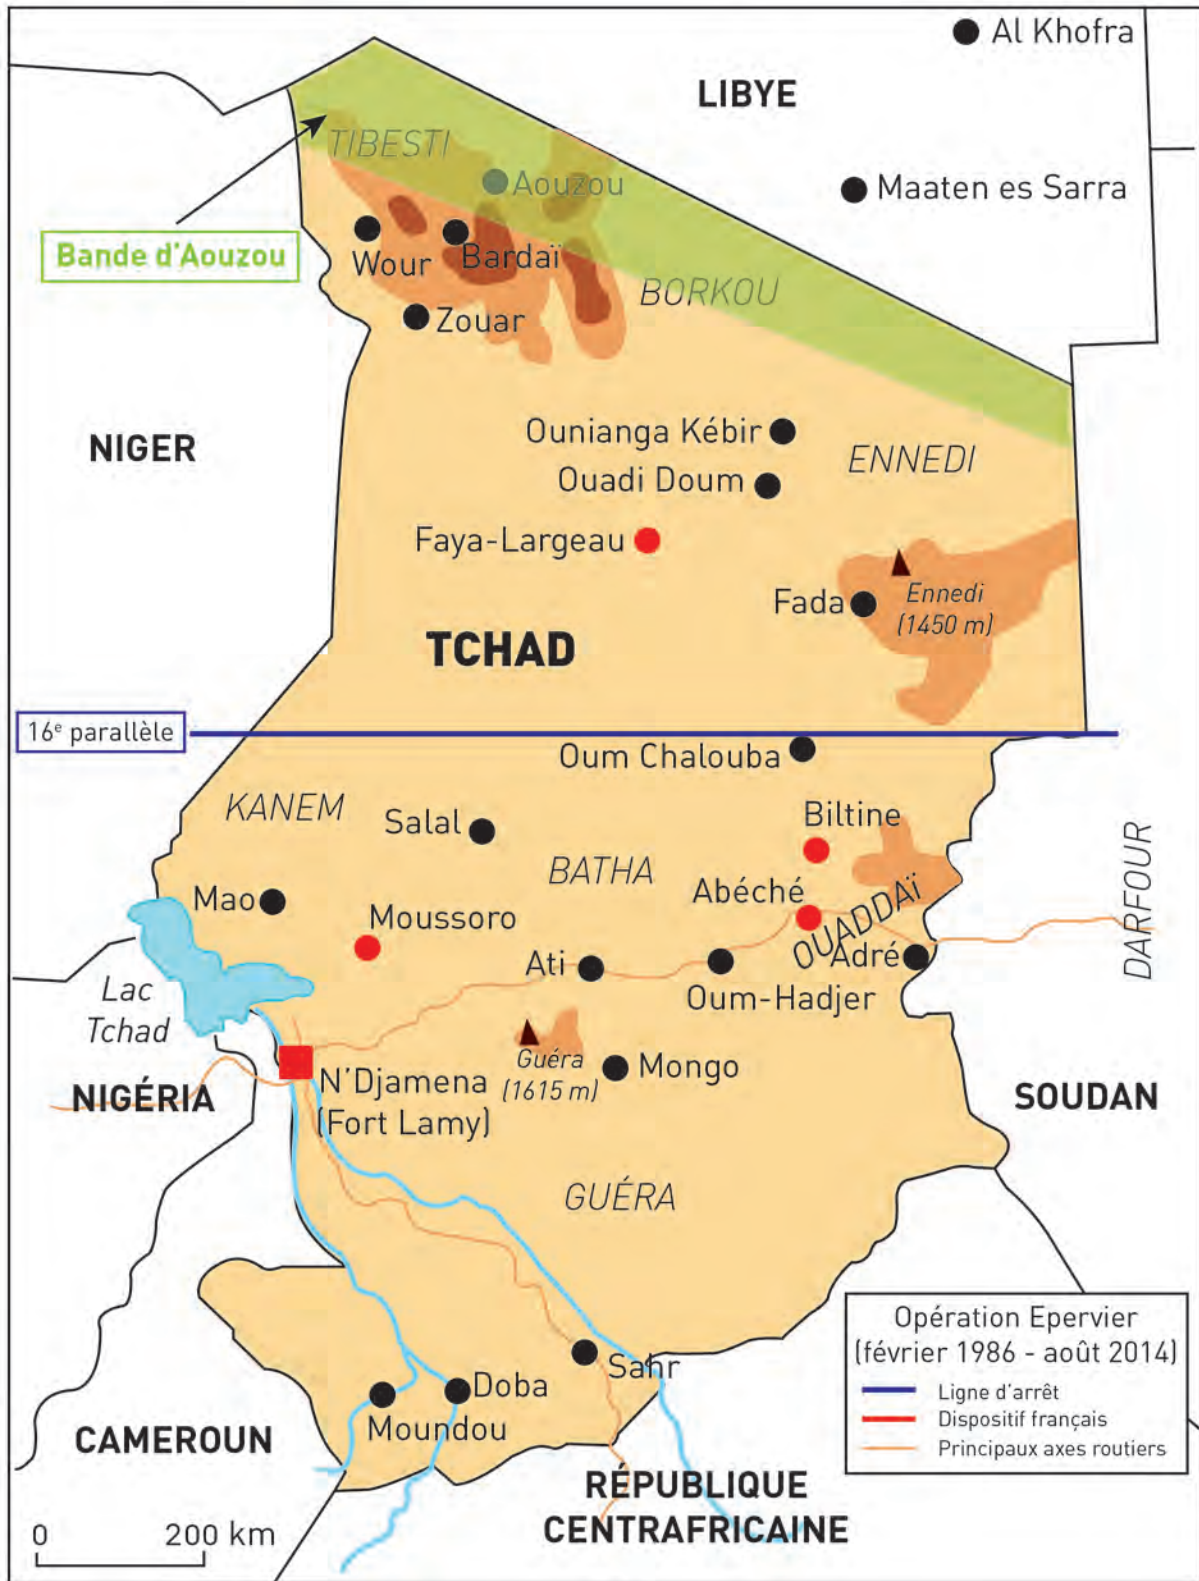 Al Khofra
LIBYE
TIBESTI
Aouzou
Maaten es Sarra
Bande d'Aouzou
Wour
Bardaï
BORKOU
Zouar
NIGER
Ounianga Kébir
ENNEDI
Ouadi Doum
Faya-Largeau
Fada
Ennedi
(1450 m)
TCHAD
16e parallèle
Oum Chalouba
KANEM
Salal
Biltine
BATHA
DARFOUR
Mao
Moussoro
Abéché
OUADDAï
Ati
Adré
Oum-Hadjer
Lac
Tchad
Guéra
(1615 m)
Mongo
NIGÉRIA
N'Djamena
(Fort Lamy)
SOUDAN
GUÉRA
Opération Epervier
(février 1986 - août 2014)
Ligne d'arrêt
Dispositif français
Principaux axes routiers
Sahr
Doba
Moundou
CAMEROUN
RÉPUBLIQUE
CENTRAFRICAINE
0 200 km